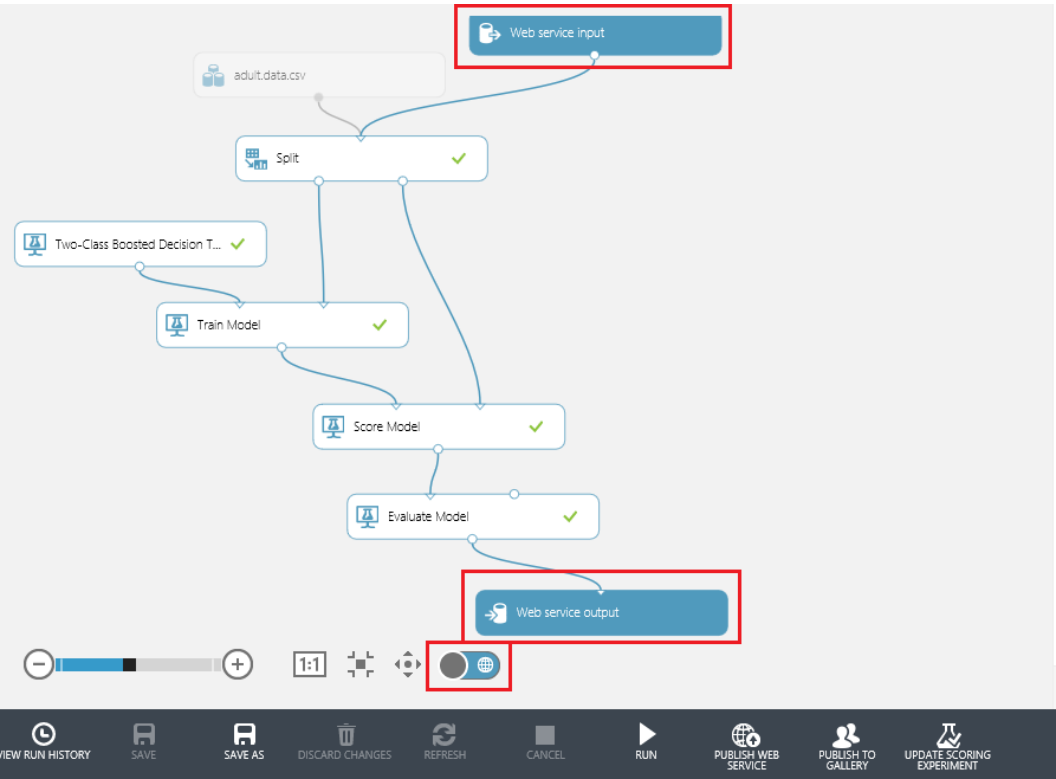 Web service input
adult.data.csv
Split
Two-Class Boosted Decision T...
Train Model
Score Model
Evaluate Model
Web service output
1:1
VIEW RUN HISTORY
SAVE
SAVE AS
DISCARD CHANGES
REFRESH
CANCEL
RUN
PUBLISH WEB
SERVICE
PUBLISH TO
GALLERY
UPDATE SCORING
EXPERIMENT